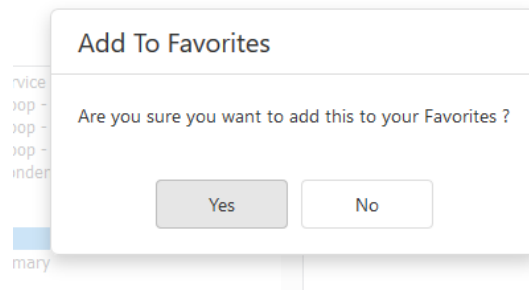 Add To Favorites
Are you sure you want to add this to your Favorites ?
Yes
No